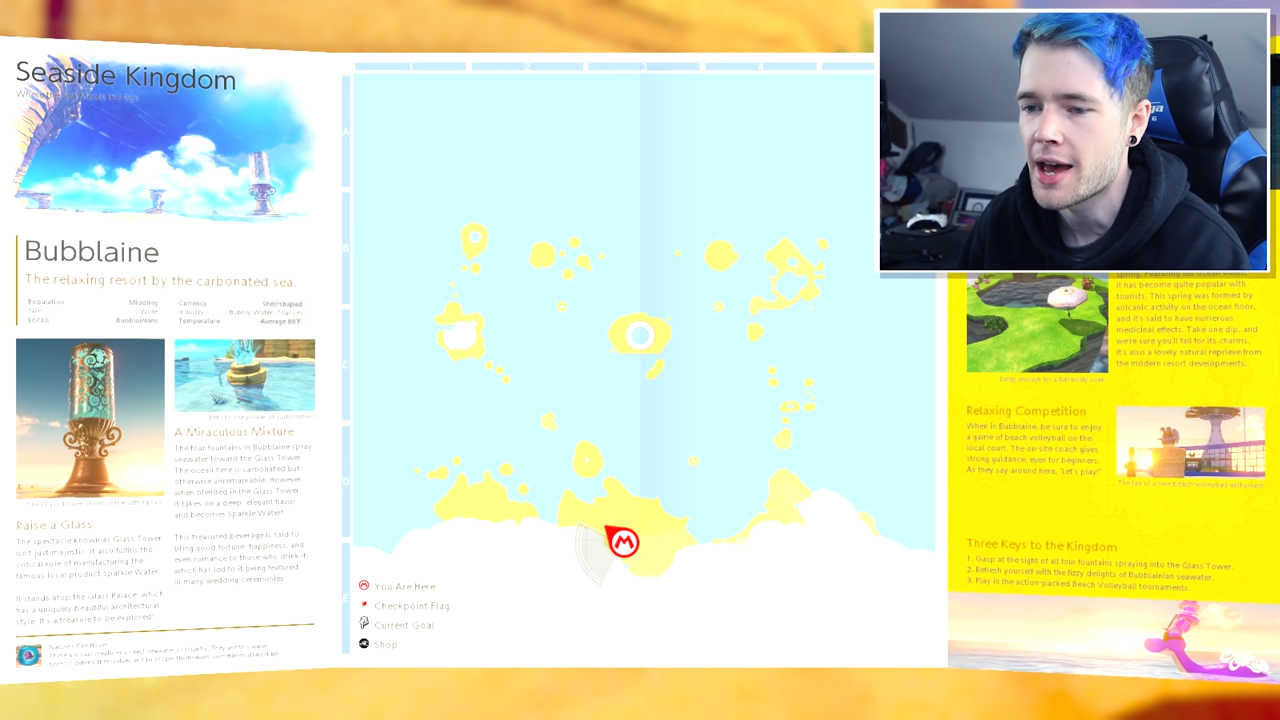 Seaside Kingdom
Bubblaine
The relaxing resort by the carbonated sea.
Population Middling
Size Wide
Locals Bubblainians
Currency Shell-shaped
Industry Bubbly Water, Tourism
Temperature Average 88°F
A Miraculous Mixture
The four fountains in Bubblaine spray
seawater toward the Glass Tower.
The ocean here is carbonated but
otherwise unremarkable. However,
when blended in the Glass Tower,
it takes on a deep, elegant flavor
and becomes Sparkle Water!
This treasured beverage is said to
bring good fortune, happiness, and
even romance to those who drink it,
which has led to it being featured
in many wedding ceremonies.
Raise a Glass
The spectacle known as Glass Tower
isn't just majestic, it also fulfills the
critical role of manufacturing the
famous local product Sparkle Water.
It stands atop the Glass Palace, which
has a uniquely beautiful architectural
style. It's a treasure to be explored!
1 2 3 4
A
B
C
D
E
You Are Here
Checkpoint Flag
Current Goal
Shop
it has become quite popular with
tourists. This spring was formed by
volcanic activity on the ocean floor,
and it's said to have numerous
medicinal effects. Take one dip, and
we're sure you'll fall for its charms.
It's also a lovely natural reprieve from
the modern resort developments.
Relaxing Competition
When in Bubblaine, be sure to enjoy
a game of beach volleyball on the
local court. The on-site coach gives
strong guidance, even for beginners.
As they say around here, "Let's play!"
Three Keys to the Kingdom
1. Gasp at the sight of all four fountains spraying into the Glass Tower.
2. Refresh yourself with the fizzy delights of Bubblainian seawater.
3. Play in the action-packed Beach Volleyball tournaments.